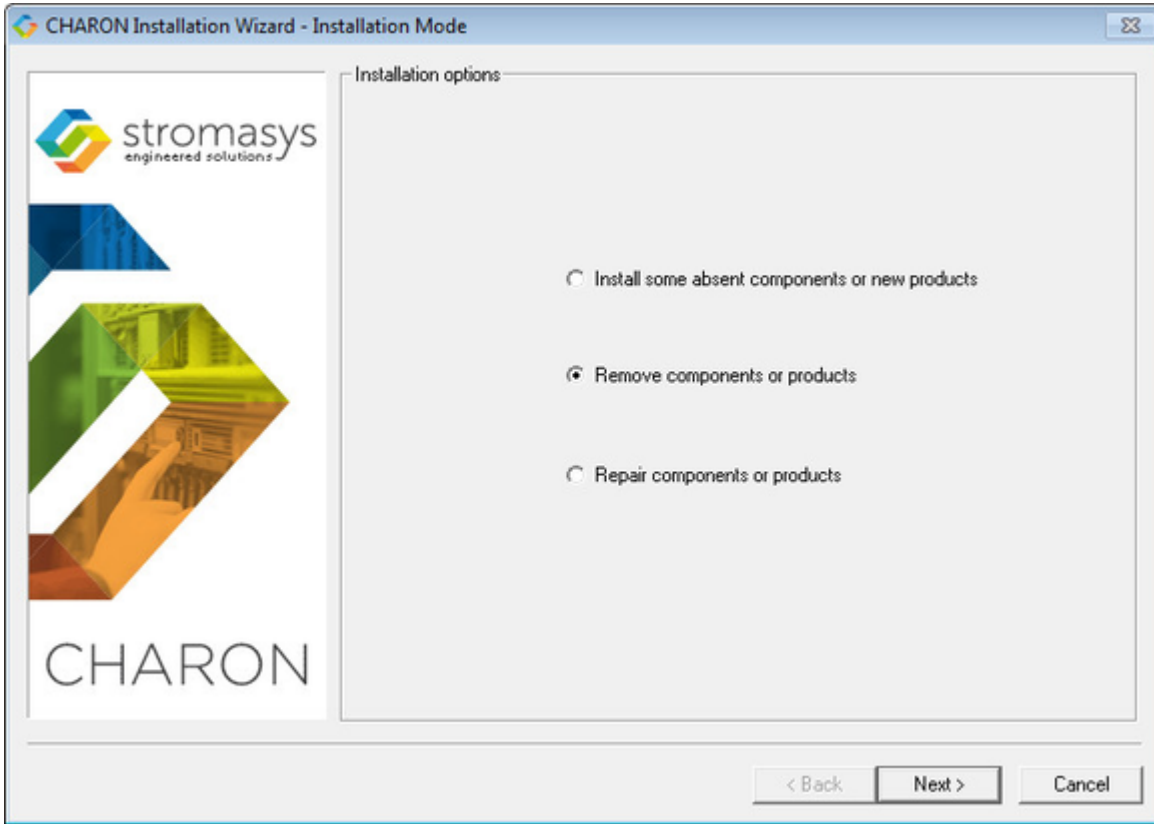 CHARON Installation Wizard - Installation Mode
stromasys
engineered solutions
CHARON
Installation options
Install some absent components or new products
Remove components or products
Repair components or products
< Back
Next >
Cancel